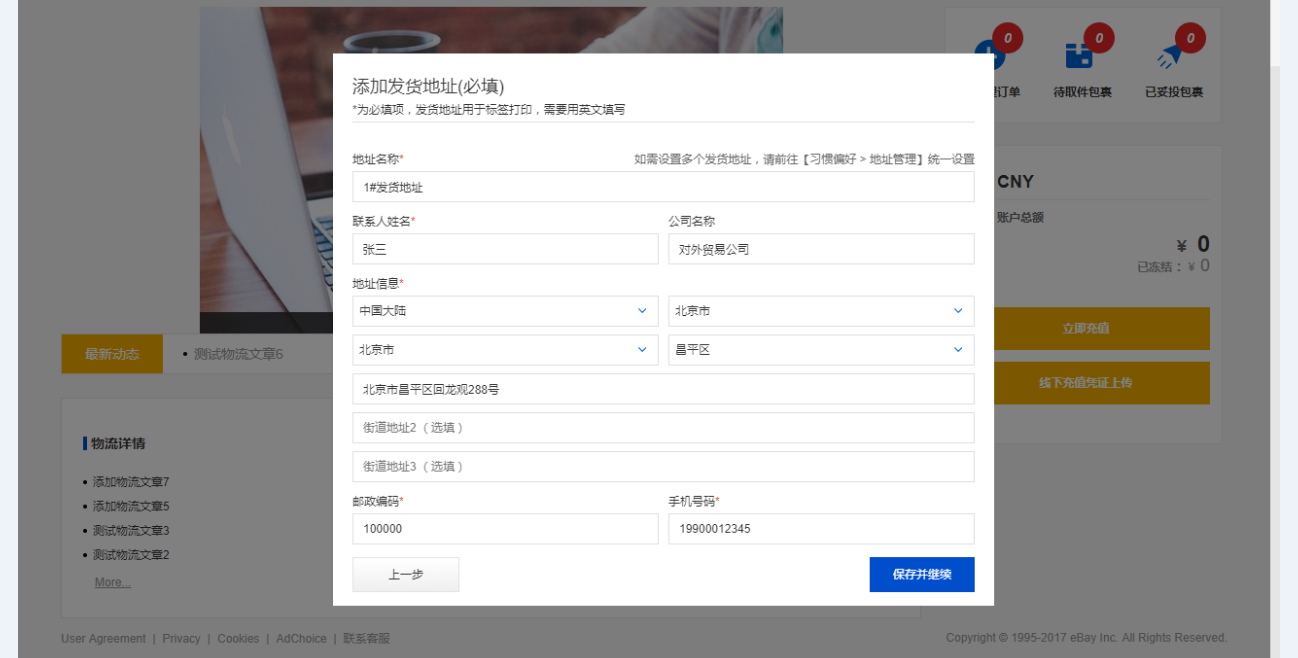 添加发货地址(必填)
*为必填项，发货地址用于标签打印，需要用英文填写
地址名称* 如需设置多个发货地址，请前往【习惯偏好 > 地址管理】统一设置
1#发货地址
联系人姓名* 公司名称
张三 对外贸易公司
地址信息*
中国大陆 北京市
北京市 昌平区
北京市昌平区回龙观288号
街道地址2（选填）
街道地址3（选填）
邮政编码* 手机号码*
100000 19900012345
上一步 保存并继续
0 0 0
订单 待取件包裹 已妥投包裹
CNY
账户总额
¥ 0
已冻结：¥ 0
立即充值
线下充值凭证上传
最新动态 • 测试物流文章6
物流详情
• 添加物流文章7
• 添加物流文章5
• 测试物流文章3
• 测试物流文章2
More...
User Agreement | Privacy | Cookies | AdChoice | 联系客服
Copyright © 1995-2017 eBay Inc. All Rights Reserved.